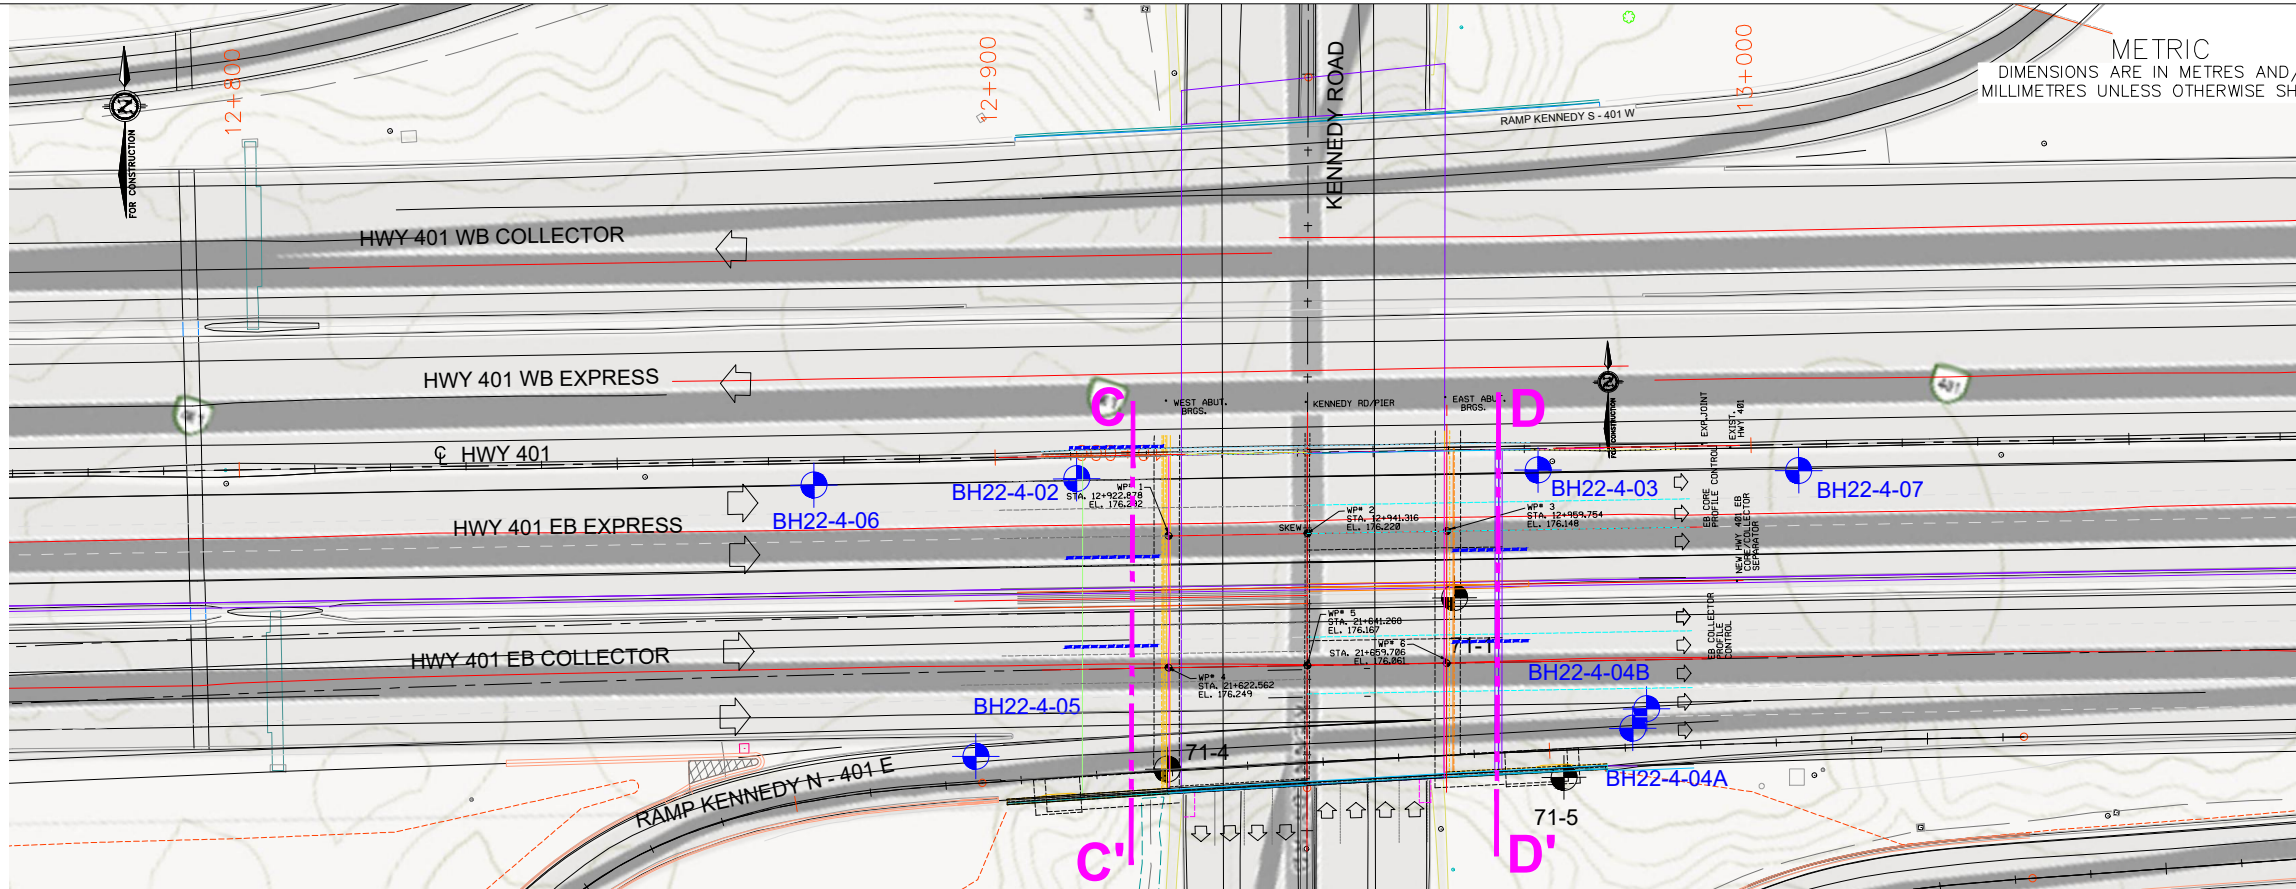 METRIC
DIMENSIONS ARE IN METRES AND/
MILLIMETRES UNLESS OTHERWISE SH
12+800
12+900
13+000
KENNEDY ROAD
RAMP KENNEDY S - 401 W
N
FOR CONSTRUCTION
HWY 401 WB COLLECTOR
HWY 401 WB EXPRESS
401
C
D
WEST ABUT.
BRGS.
KENNEDY RD/PIER
EAST ABUT.
BRGS.
N
FOR CONSTRUCTION
EXP.JOINT
EXIST.
HWY 401
℄ HWY 401
BH22-4-06
BH22-4-02
BH22-4-03
BH22-4-07
WP# 1
STA. 12+922.878
EL.
WP# 2
STA. 12+941.316
EL. 176.220
SKEW
WP# 3
STA. 12+959.754
EL. 176.148
EB CORE
PROFILE CONTROL
NEW HWY 401 EB
CORE/COLLECTOR
SEPARATOR
HWY 401 EB EXPRESS
HWY 401 EB COLLECTOR
WP# 5
STA. 21+641.260
EL. 176.167
WP# 6
STA. 21+659.706
EL. 176.061
71-1
EB COLLECTOR
PROFILE
CONTROL
WP# 4
STA. 21+622.562
EL. 176.249
BH22-4-04B
BH22-4-05
71-4
BH22-4-04A
71-5
RAMP KENNEDY N - 401 E
C'
D'